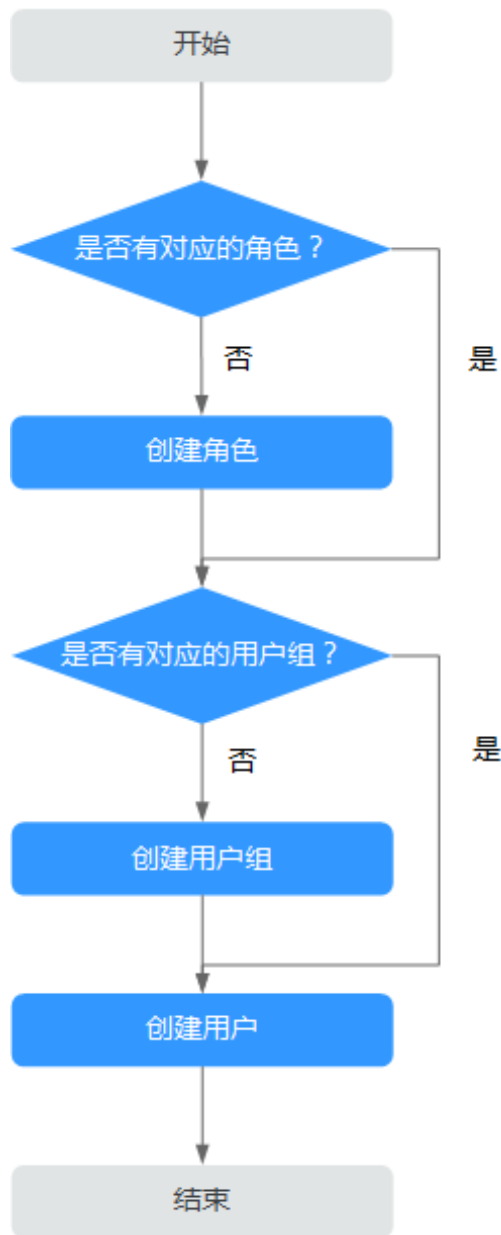 开始
是否有对应的角色？
否
是
创建角色
是否有对应的用户组？
否
是
创建用户组
创建用户
结束